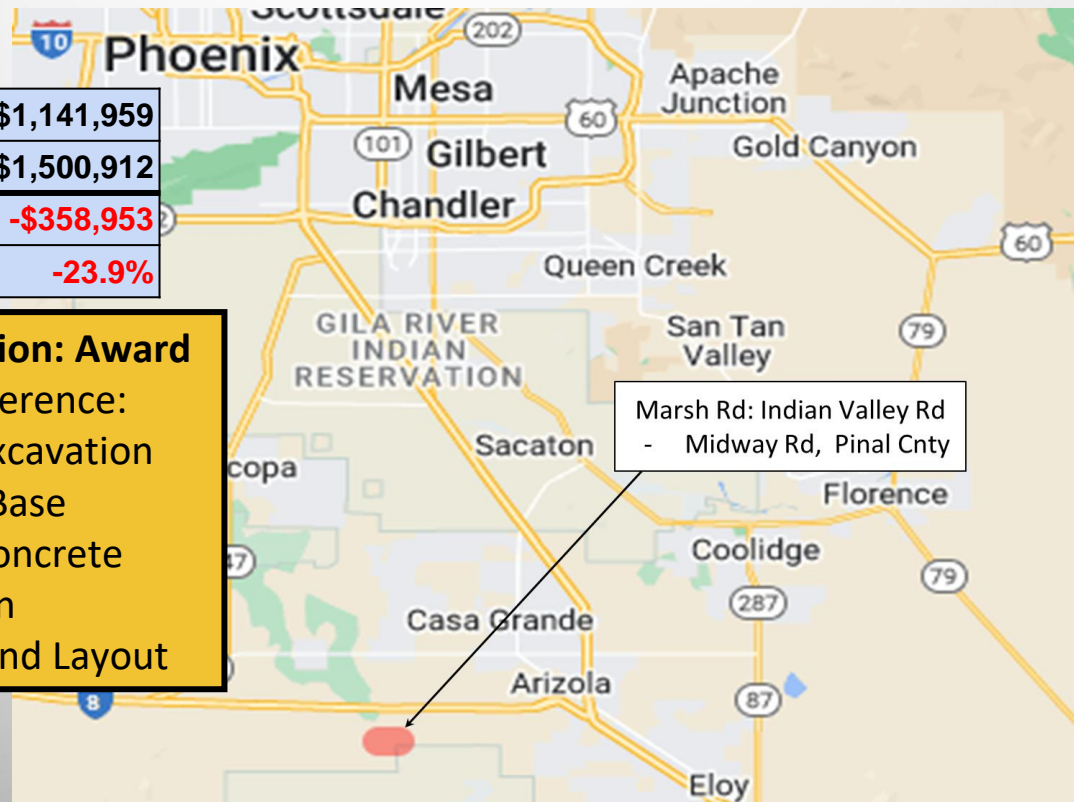 Scottsdale
10
Phoenix
202
Mesa
Apache
Junction
$1,141,959
60
101
Gilbert
Gold Canyon
$1,500,912
Chandler
-$358,953
2
60
Queen Creek
-23.9%
GILA RIVER
INDIAN
RESERVATION
San Tan
Valley
79
ion: Award
erence:
xcavation
Base
oncrete
n
nd Layout
Marsh Rd: Indian Valley Rd
- Midway Rd, Pinal Cnty
Sacaton
copa
Florence
Coolidge
47
79
287
Casa Grande
Arizola
8
87
Eloy